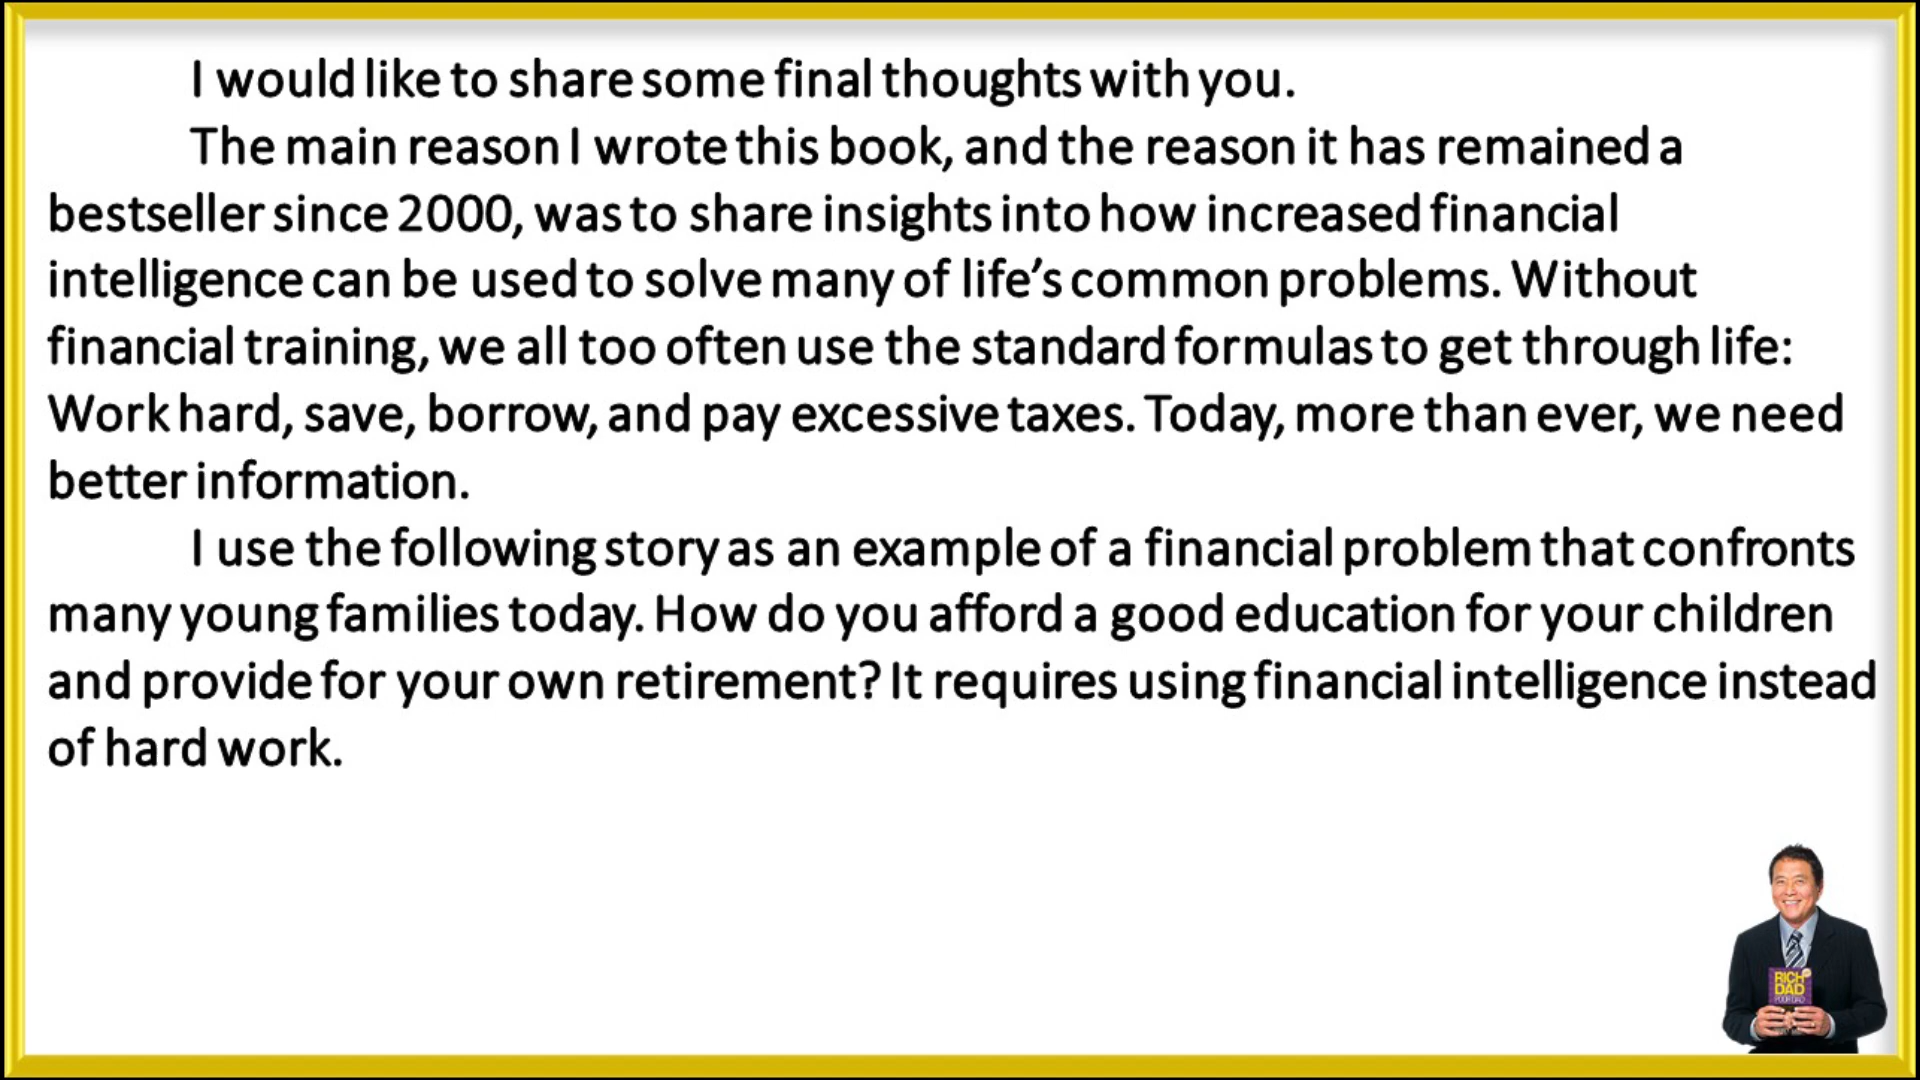 I would like to share some final thoughts with you.
The main reason I wrote this book, and the reason it has remained a
bestseller since 2000, was to share insights into how increased financial
intelligence can be used to solve many of life’s common problems. Without
financial training, we all too often use the standard formulas to get through life:
Work hard, save, borrow, and pay excessive taxes. Today, more than ever, we need
better information.
I use the following story as an example of a financial problem that confronts
many young families today. How do you afford a good education for your children
and provide for your own retirement? It requires using financial intelligence instead
of hard work.
RICH
DAD
POOR DAD